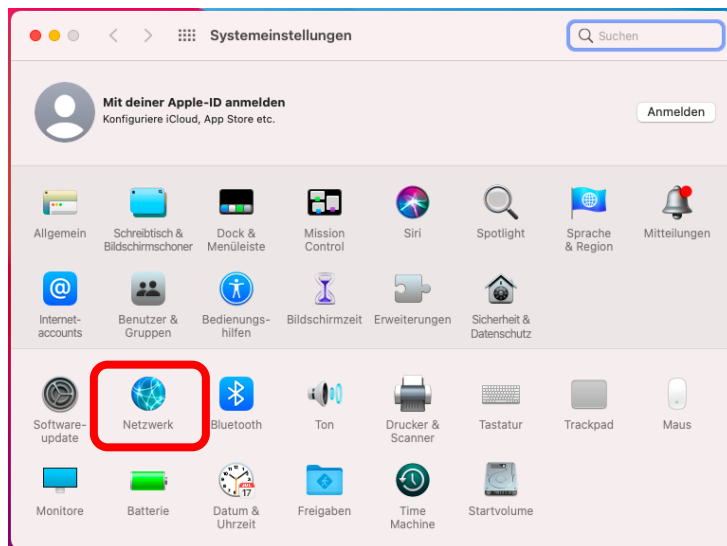 Systemeinstellungen
Suchen
Mit deiner Apple-ID anmelden
Konfiguriere iCloud, App Store etc.
Anmelden
Allgemein
Schreibtisch &
Bildschirmschoner
Dock &
Menüleiste
Mission
Control
Siri
Spotlight
Sprache
& Region
Mitteilungen
Internet-
accounts
Benutzer &
Gruppen
Bedienungs-
hilfen
Bildschirmzeit
Erweiterungen
Sicherheit &
Datenschutz
Software-
update
Netzwerk
Bluetooth
Ton
Drucker &
Scanner
Tastatur
Trackpad
Maus
Monitore
Batterie
17
Datum &
Uhrzeit
Freigaben
Time
Machine
Startvolume